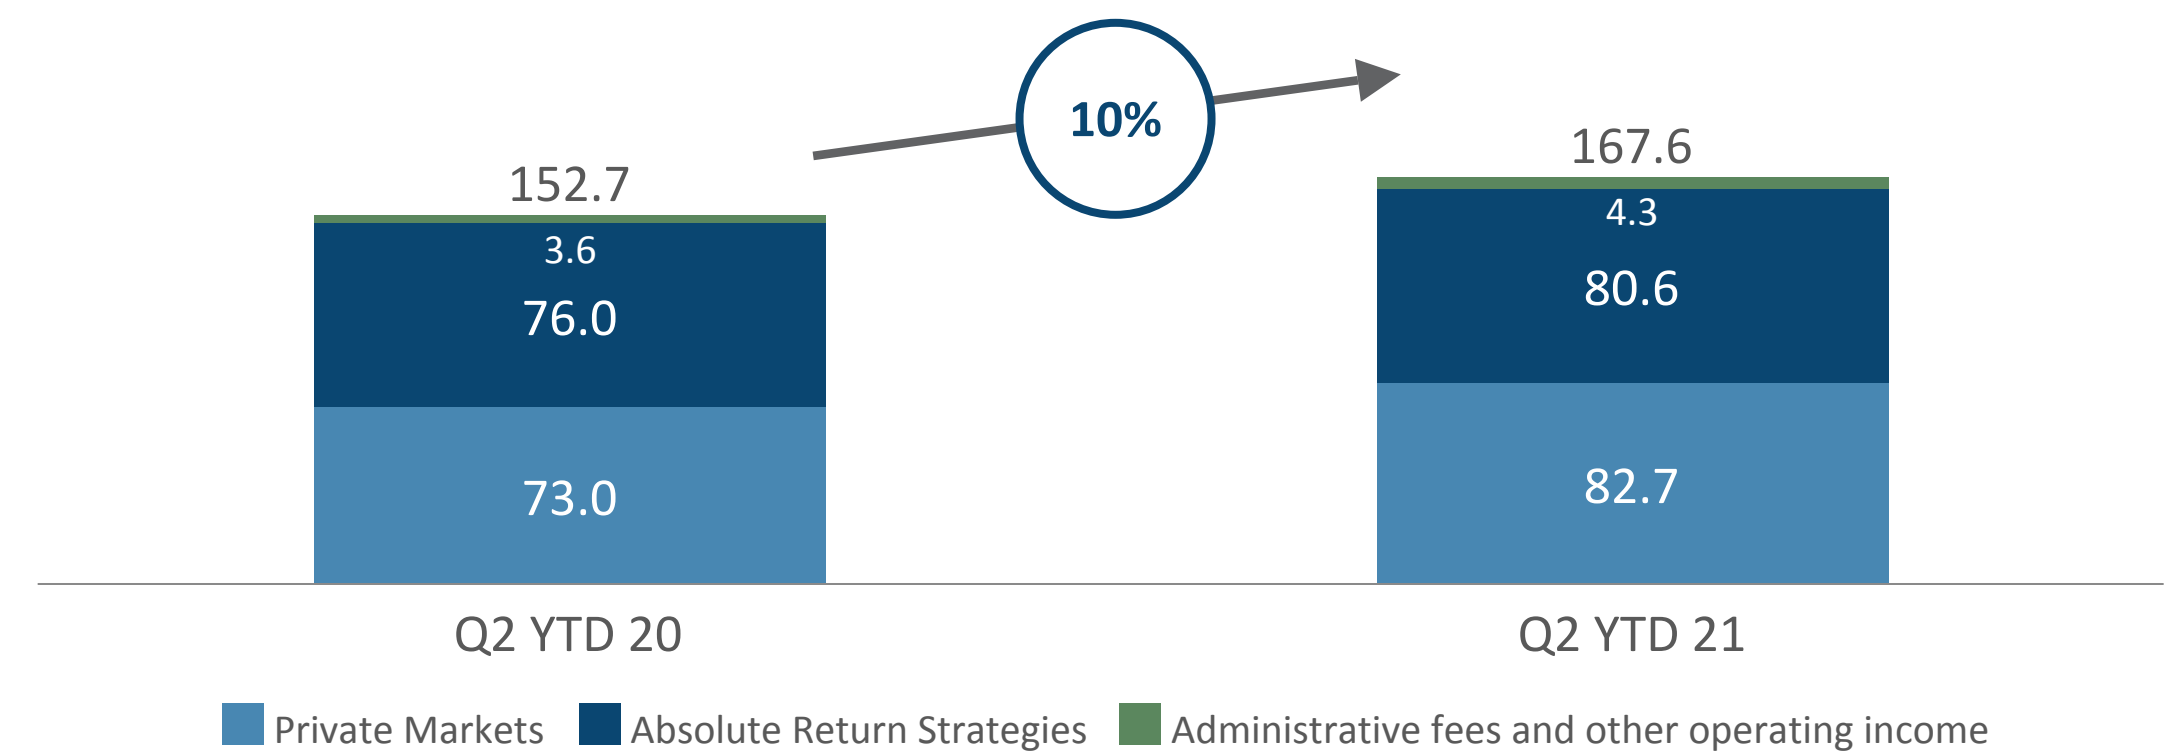 10%
152.7
167.6
3.6
4.3
76.0
80.6
73.0
82.7
Q2 YTD 20
Q2 YTD 21
Private Markets
Absolute Return Strategies
Administrative fees and other operating income